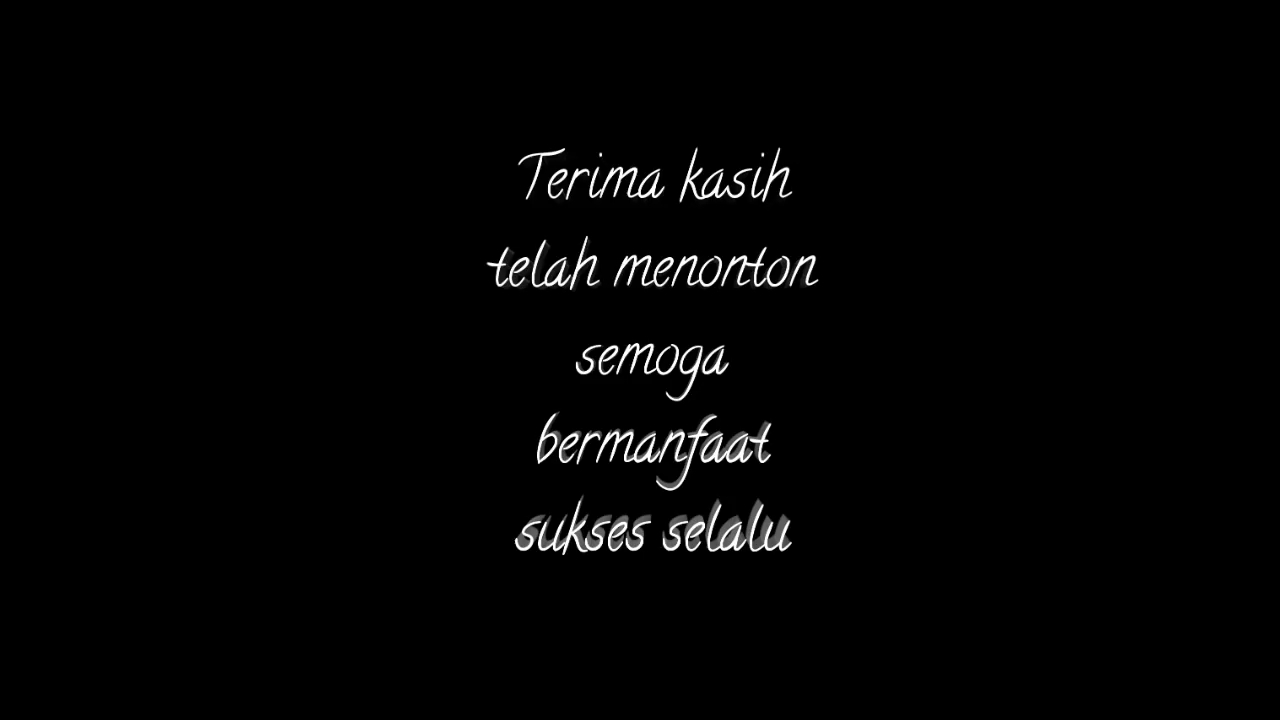 Terima kasih
telah menonton
semoga
bermanfaat
sukses selalu